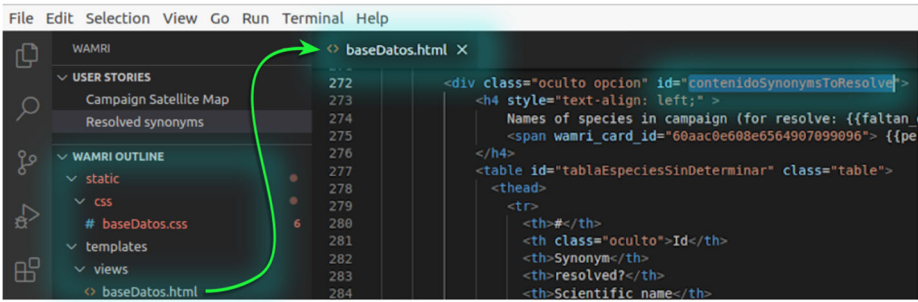 File Edit Selection View Go Run Terminal Help
WAMRI
USER STORIES
Campaign Satellite Map
Resolved synonyms
WAMRI OUTLINE
static
css
# baseDatos.css 6
templates
views
<> baseDatos.html
<> baseDatos.html ×
272 <div class="oculto opcion" id="contenidoSynonymsToResolve">
273 <h4 style="text-align: left;" >
274 Names of species in campaign (for resolve: {{faltan_
275 <span wamri_card_id="60aac0e608e6564907099096"> {{pe
276 </h4>
277 <table id="tablaEspeciesSinDeterminar" class="table">
278 <thead>
279 <tr>
280 <th>#</th>
281 <th class="oculto">Id</th>
282 <th>Synonym</th>
283 <th>resolved?</th>
284 <th>Scientific name</th>